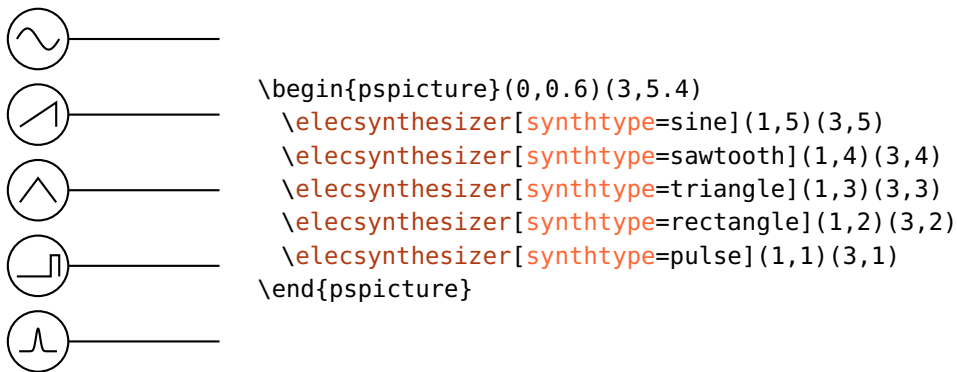 \begin{pspicture}(0,0.6)(3,5.4)
\elecsynthesizer[synthtype=sine](1,5)(3,5)
\elecsynthesizer[synthtype=sawtooth](1,4)(3,4)
\elecsynthesizer[synthtype=triangle](1,3)(3,3)
\elecsynthesizer[synthtype=rectangle](1,2)(3,2)
\elecsynthesizer[synthtype=pulse](1,1)(3,1)
\end{pspicture}